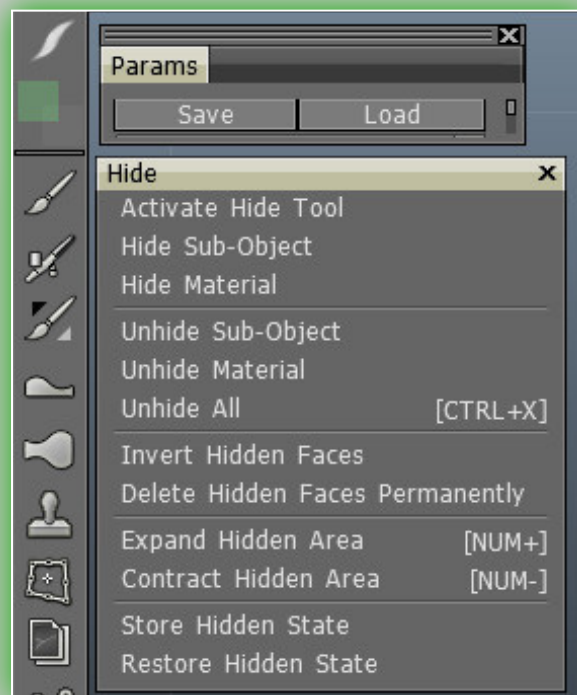 Params
Save Load
Hide
Activate Hide Tool
Hide Sub-Object
Hide Material
Unhide Sub-Object
Unhide Material
Unhide All [CTRL+X]
Invert Hidden Faces
Delete Hidden Faces Permanently
Expand Hidden Area [NUM+]
Contract Hidden Area [NUM-]
Store Hidden State
Restore Hidden State